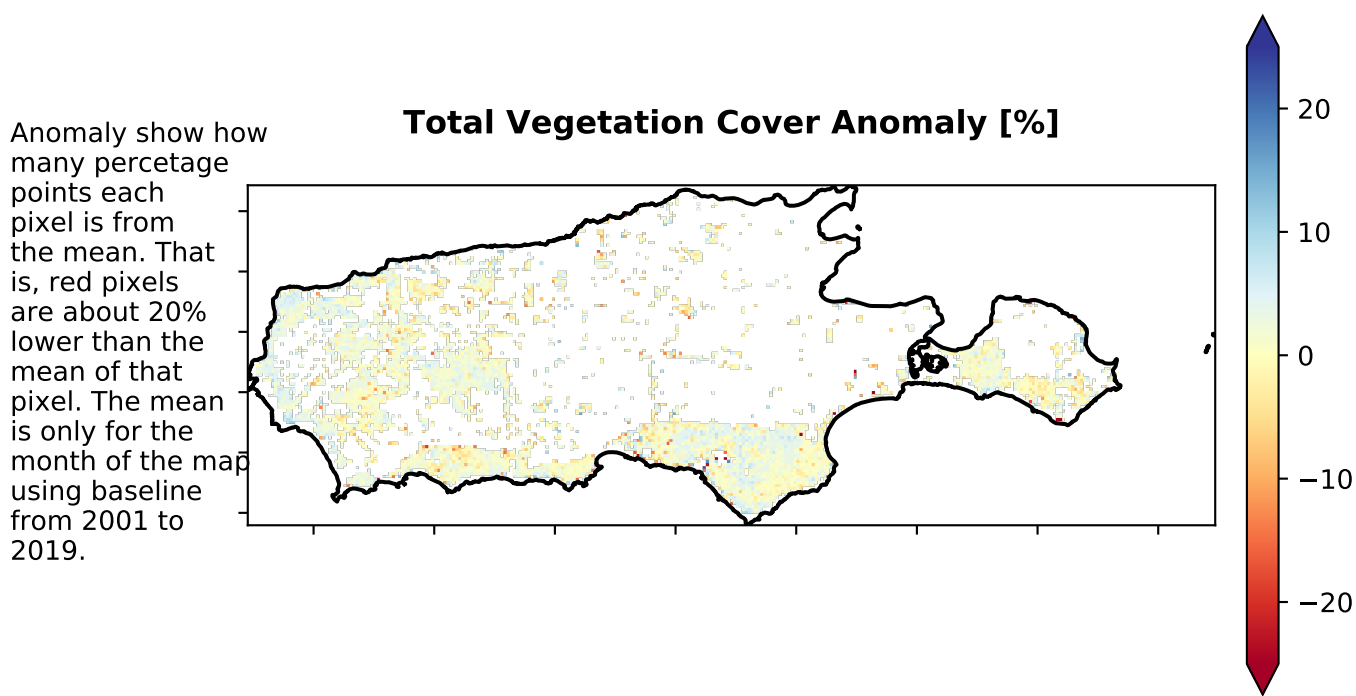 Total Vegetation Cover Anomaly [%]
Anomaly show how
many percetage
points each
pixel is from
the mean. That
is, red pixels
are about 20%
lower than the
mean of that
pixel. The mean
is only for the
month of the map
using baseline
from 2001 to
2019.
20
10
0
−10
−20